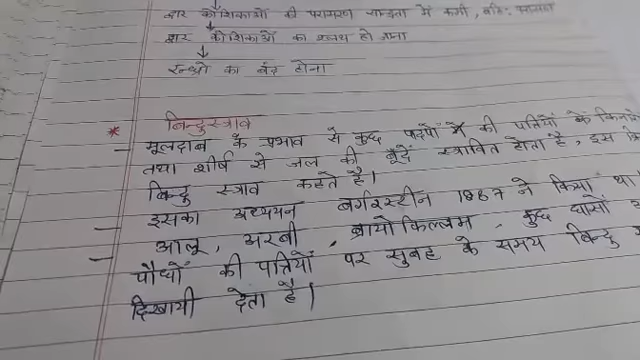 द्वार कोशिकाओं की परासरण सान्द्रता में कमी, बहि: परासरण
↓
द्वार कोशिकाओं का श्लथ हो जाना
↓
रन्ध्रों का बंद होना
* बिन्दुस्त्राव
– मूलदाब के प्रभाव से कुछ पादपों की पत्तियों के किनारों
तथा शीर्ष से जल की बूँदें स्त्रावित होता है, इस
बिन्दु स्त्राव कहते है।
– इसका अध्ययन बर्गरस्टीन 1887 ने किया था।
– आलू, अरबी, ब्रायोफिल्लम, कुछ घासों
पौधों की पत्तियों पर सुबह के समय बिन्दु
दिखायी देता है।